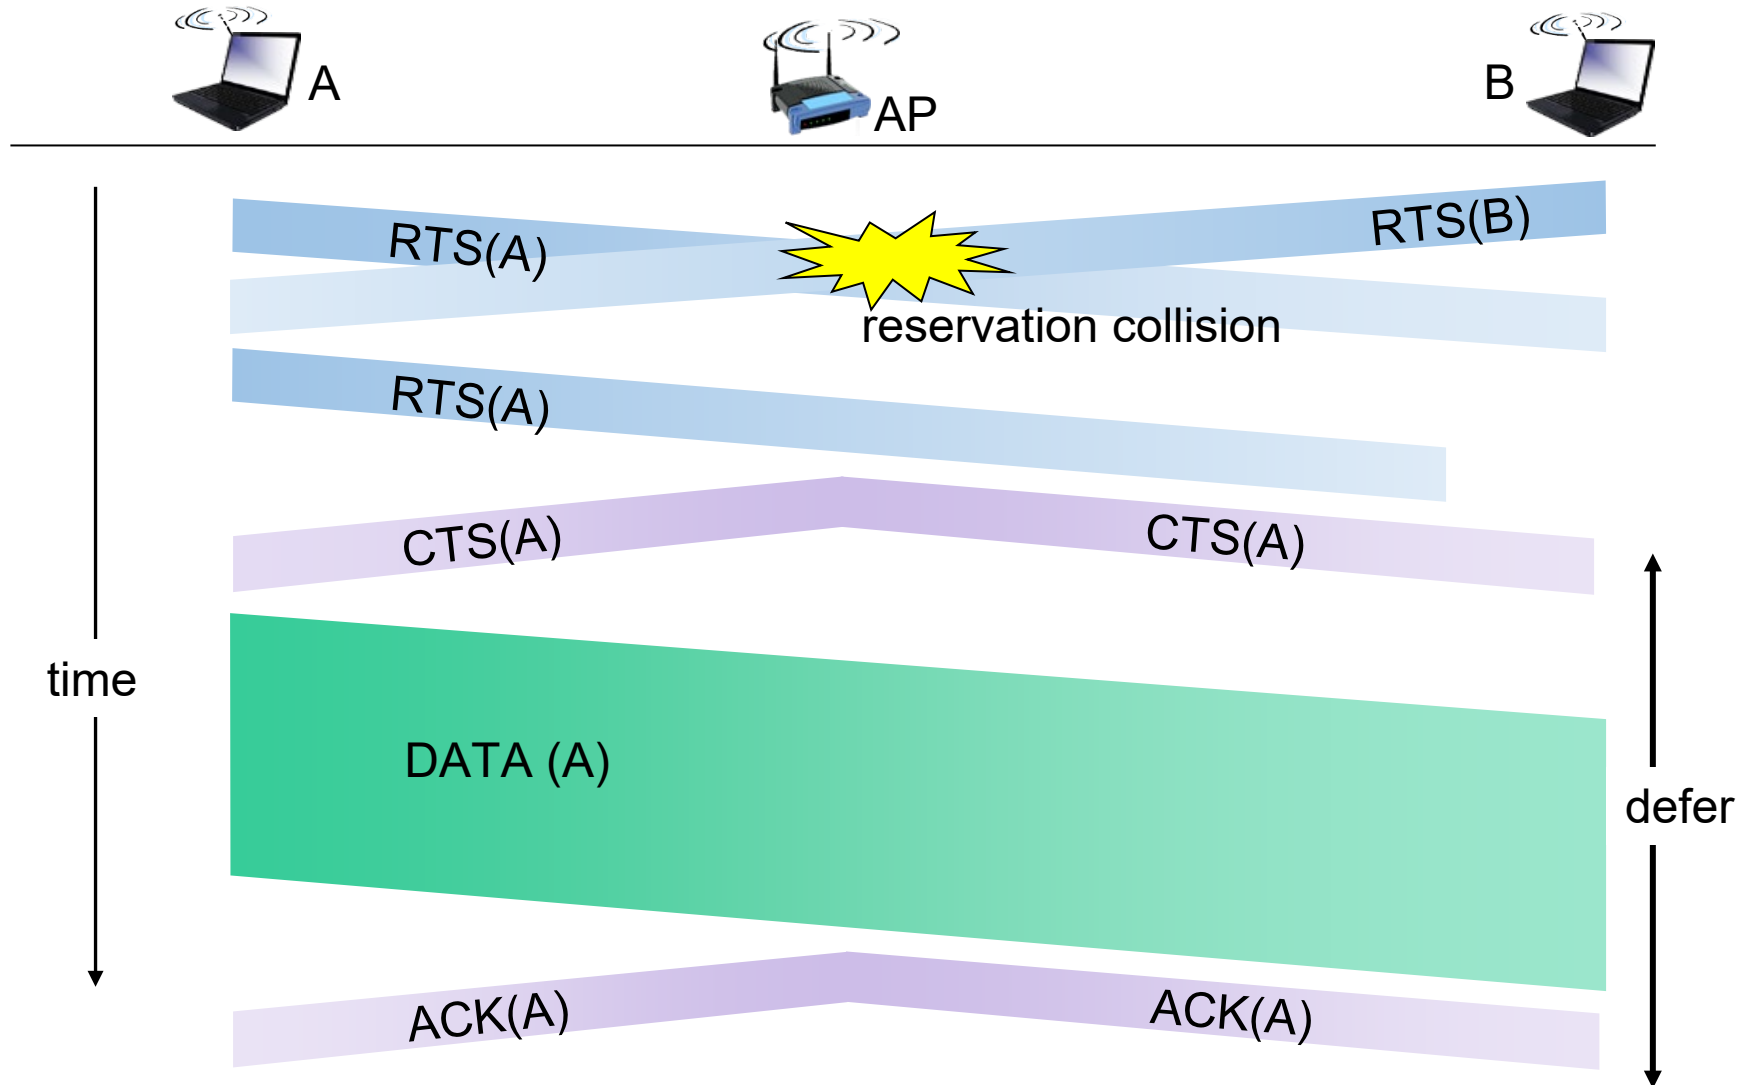 A
AP
B
RTS(A)
RTS(B)
reservation collision
RTS(A)
CTS(A)
CTS(A)
time
DATA (A)
defer
ACK(A)
ACK(A)